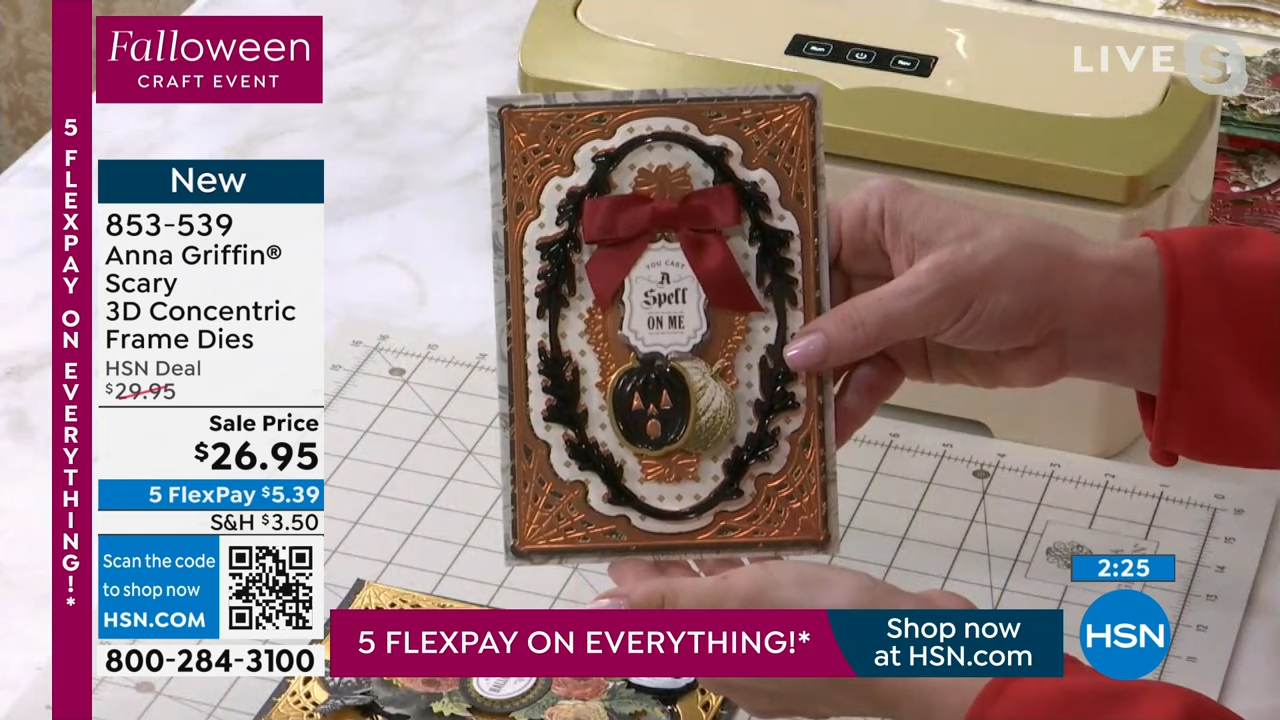 Falloween
CRAFT EVENT
5 FLEXPAY ON EVERYTHING!*
New
853-539
Anna Griffin®
Scary
3D Concentric
Frame Dies
HSN Deal
$29.95
Sale Price
$26.95
5 FlexPay $5.39
S&H $3.50
Scan the code
to shop now
HSN.COM
800-284-3100
LIVE S
YOU CAST
A
Spell
ON ME
2:25
5 FLEXPAY ON EVERYTHING!*
Shop now
at HSN.com
HSN